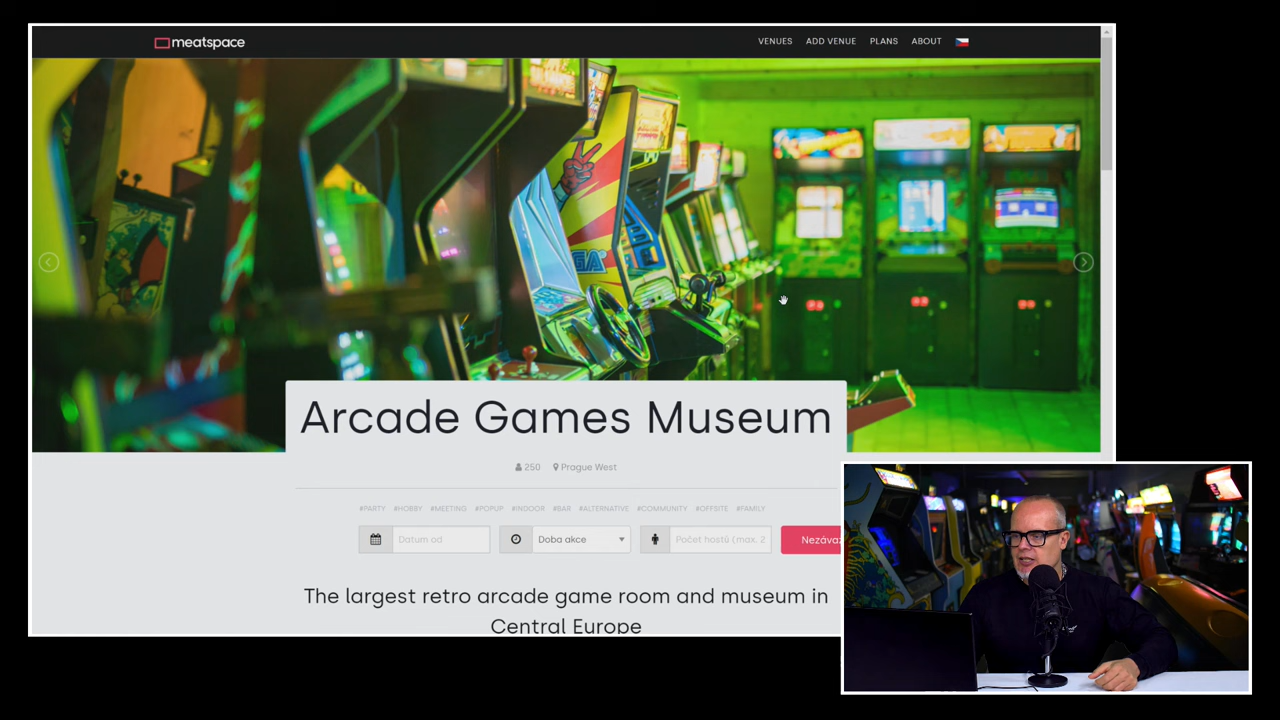 meatspace
VENUES ADD VENUE PLANS ABOUT
GA
Arcade Games Museum
250 Prague West
#PARTY #HOBBY #MEETING #POPUP #INDOOR #BAR #ALTERNATIVE #COMMUNITY #OFFSITE #FAMILY
Datum od Doba akce Počet hostů (max. 2 Nezávaz
The largest retro arcade game room and museum in
Central Europe